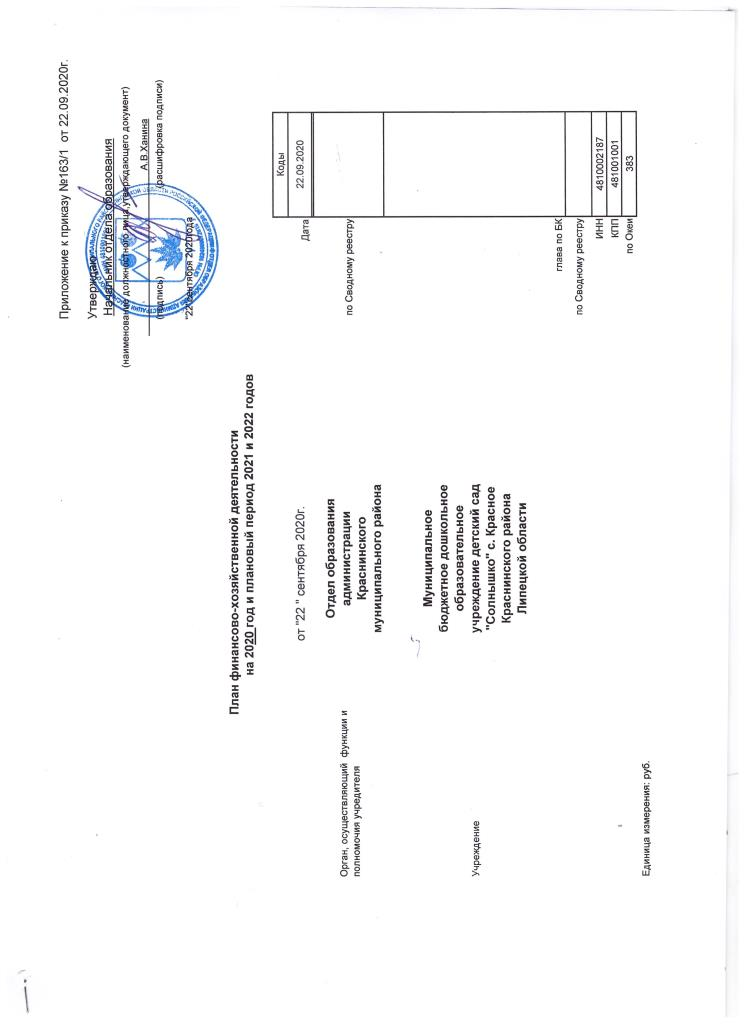 Приложение к приказу №163/1 от 22.09.2020г.
Утверждаю
Начальник отдела образования
(наименование должностного лица, утверждающего документ)
А.В.Ханина
(подпись) (расшифровка подписи)
"22"сентября 2020года
План финансово-хозяйственной деятельности
на 2020 год и плановый период 2021 и 2022 годов
Коды
от "22 " сентября 2020г.
Дата 22.09.2020
Орган, осуществляющий функции и
полномочия учредителя
Отдел образования
администрации
Краснинского
муниципального района
по Сводному реестру
Учреждение
Муниципальное
бюджетное дошкольное
образовательное
учреждение детский сад
"Солнышко" с. Красное
Краснинского района
Липецкой области
глава по БК
по Сводному реестру
ИНН 4810002187
КПП 481001001
Единица измерения: руб.
по Океи 383